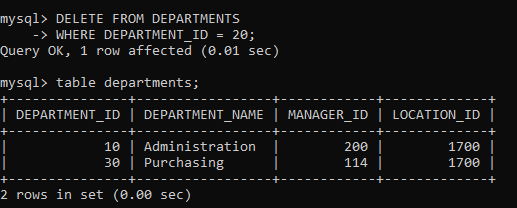 mysql> DELETE FROM DEPARTMENTS
    -> WHERE DEPARTMENT_ID = 20;
Query OK, 1 row affected (0.01 sec)

mysql> table departments;
+---------------+-----------------+------------+-------------+
| DEPARTMENT_ID | DEPARTMENT_NAME | MANAGER_ID | LOCATION_ID |
+---------------+-----------------+------------+-------------+
|            10 | Administration  |        200 |        1700 |
|            30 | Purchasing      |        114 |        1700 |
+---------------+-----------------+------------+-------------+
2 rows in set (0.00 sec)